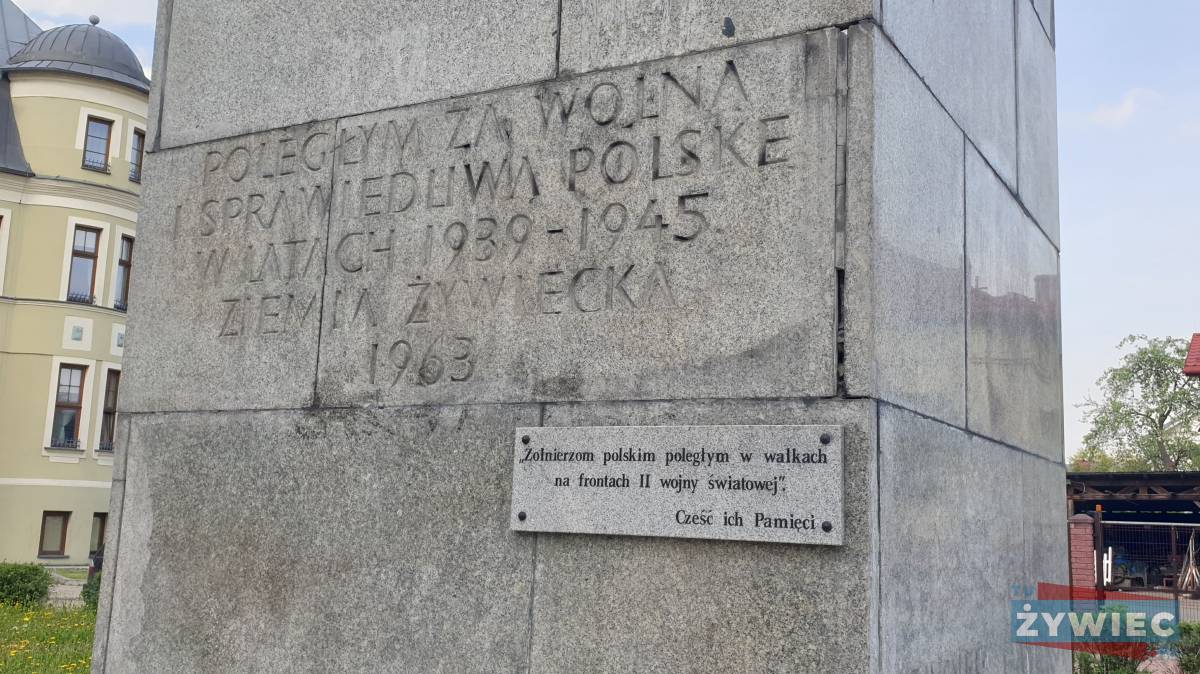 POLEGŁYM ZA WOLNĄ
I SPRAWIEDLIWĄ POLSKĘ
W LATACH 1939-1945
ZIEMIA ŻYWIECKA
1963
„Żołnierzom polskim poległym w walkach
na frontach II wojny światowej”.
Cześć ich Pamięci
TV
ŻYWIEC